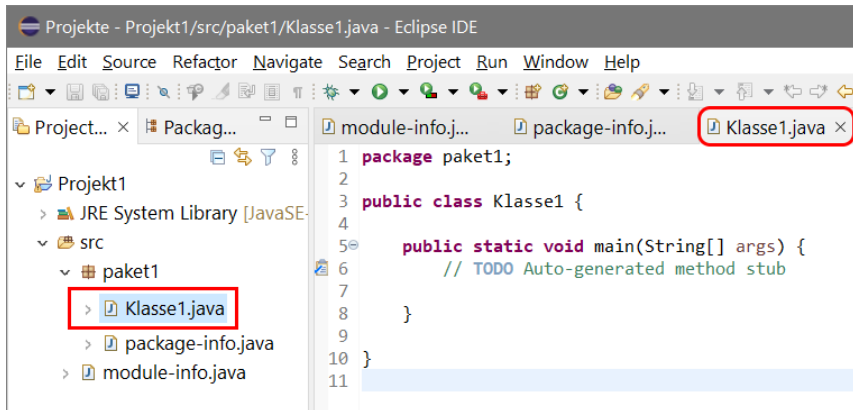 Projekte - Projekt1/src/paket1/Klasse1.java - Eclipse IDE
File Edit Source Refactor Navigate Search Project Run Window Help
Project... × Packag...
module-info.j... package-info.j... Klasse1.java ×
Projekt1
JRE System Library [JavaSE-
src
paket1
Klasse1.java
package-info.java
module-info.java
1 package paket1;
2
3 public class Klasse1 {
4
5 public static void main(String[] args) {
6 // TODO Auto-generated method stub
7
8 }
9
10 }
11